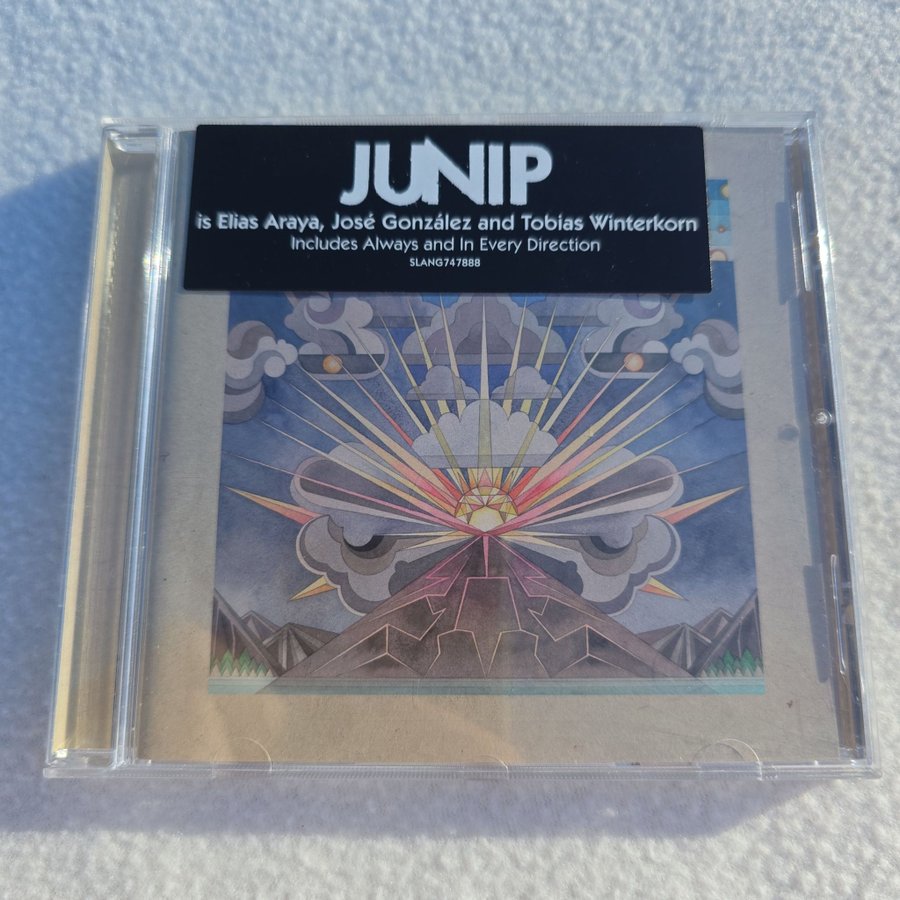 JUNIP
is Elias Araya, José González and Tobias Winterkorn
Includes Always and In Every Direction
SLANG747888